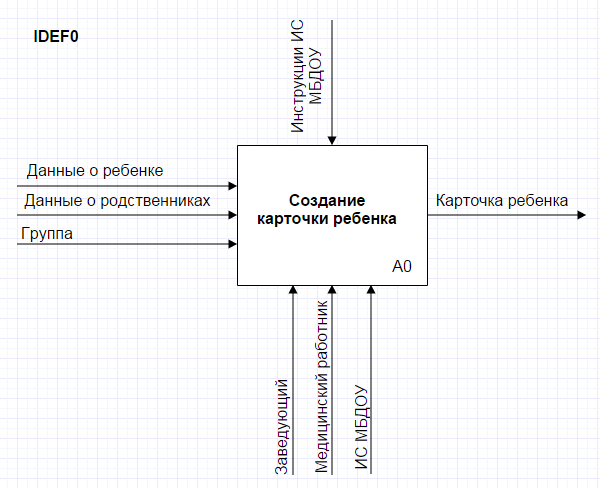 IDEF0
Инструкции ИС
МБДОУ
Данные о ребенке
Данные о родственниках
Группа
Создание
карточки ребенка
A0
Карточка ребенка
Заведующий
Медицинский работник
ИС МБДОУ